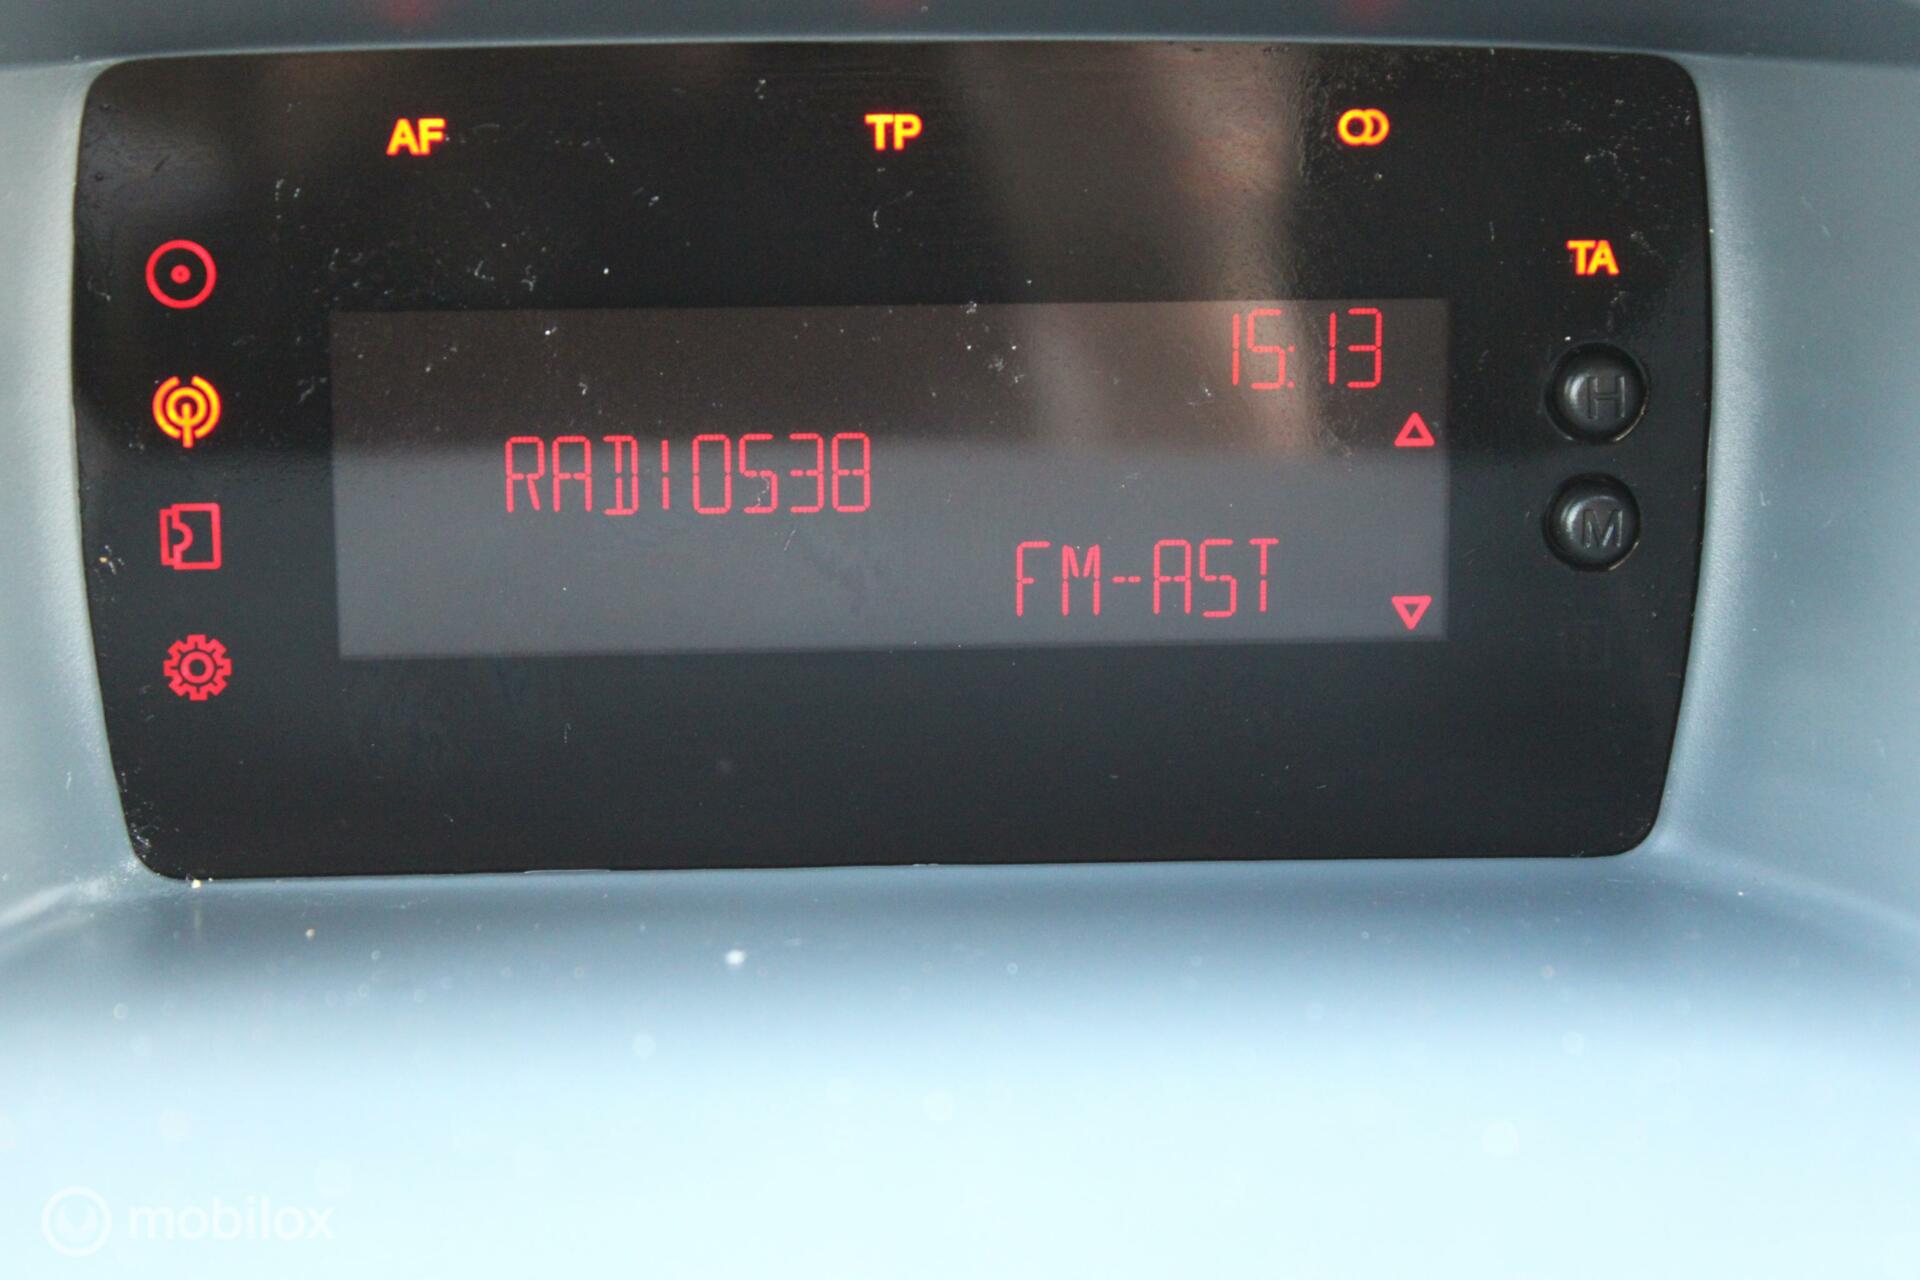 AF TP
TA
15:13
H
RADIO538
M
FM-AST
mobilox